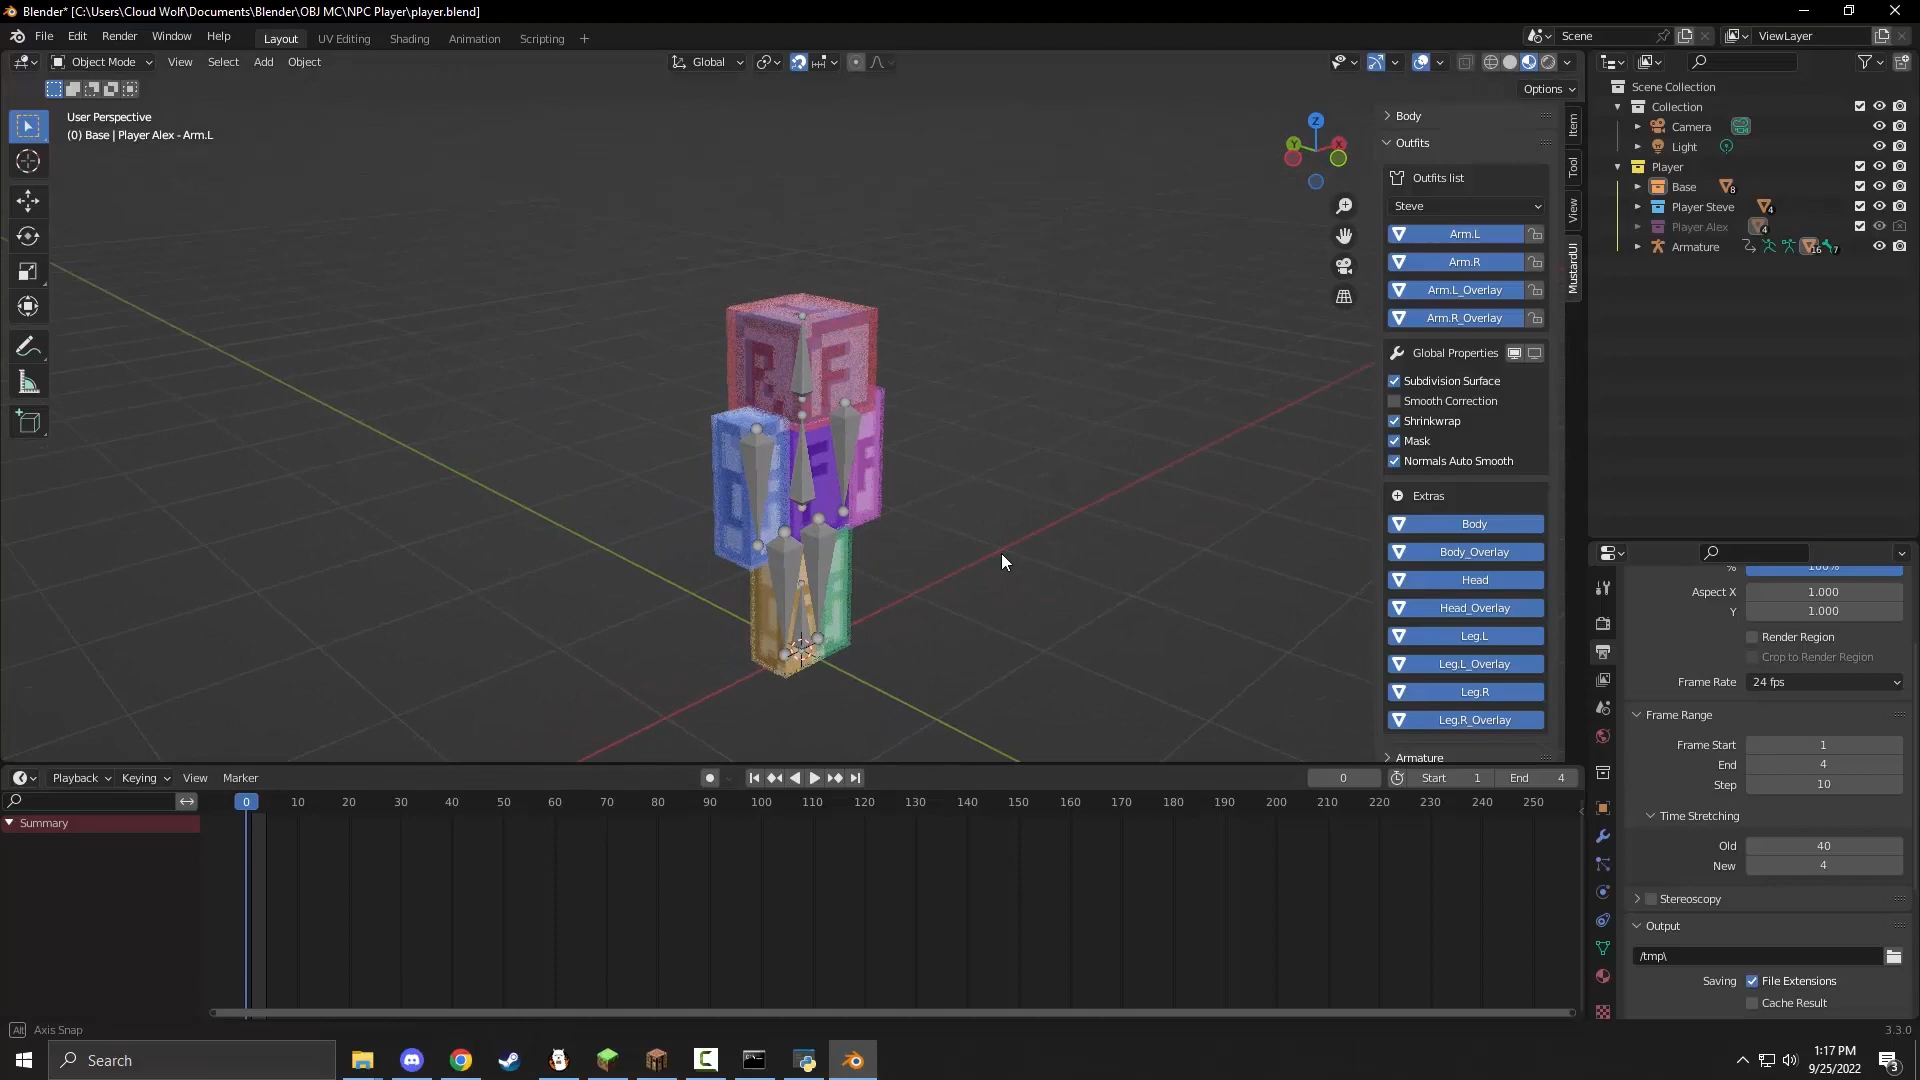 Blender* [C:\Users\Cloud Wolf\Documents\Blender\OBJ MC\NPC Player\player.blend]
File Edit Render Window Help Layout UV Editing Shading Animation Scripting + Scene ViewLayer
Object Mode View Select Add Object Global
Options
User Perspective
(0) Base | Player Alex - Arm.L
Z
Y
X
R F
Body
Outfits
Outfits list
Steve
Arm.L
Arm.R
Arm.L_Overlay
Arm.R_Overlay
Global Properties
Subdivision Surface
Smooth Correction
Shrinkwrap
Mask
Normals Auto Smooth
Extras
Body
Body_Overlay
Head
Head_Overlay
Leg.L
Leg.L_Overlay
Leg.R
Leg.R_Overlay
Armature
Item
Tool
View
MustardUI
Scene Collection
Collection
Camera
Light
Player
Base 8
Player Steve 4
Player Alex 4
Armature 16 7
% 100%
Aspect X 1.000
Y 1.000
Render Region
Crop to Render Region
Frame Rate 24 fps
Frame Range
Frame Start 1
End 4
Step 10
Time Stretching
Old 40
New 4
Stereoscopy
Output
/tmp\
Saving File Extensions
Cache Result
Playback Keying View Marker 0 Start 1 End 4
0 10 20 30 40 50 60 70 80 90 100 110 120 130 140 150 160 170 180 190 200 210 220 230 240 250
Summary
Alt Axis Snap
3.3.0
Search
1:17 PM
9/25/2022
3